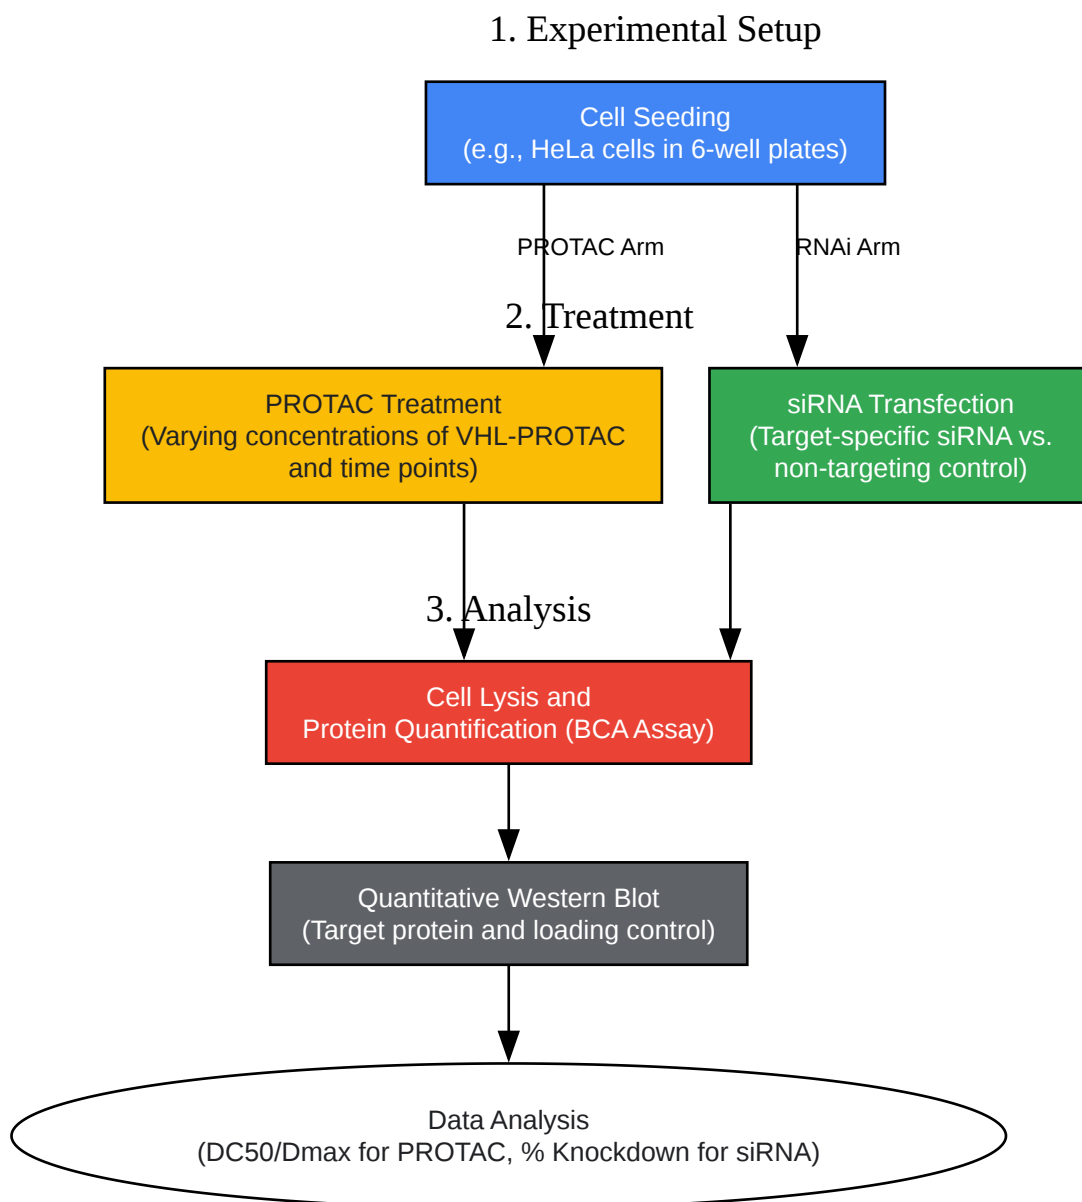 1. Experimental Setup
Cell Seeding
(e.g., HeLa cells in 6-well plates)
PROTAC Arm
RNAi Arm
2. Treatment
PROTAC Treatment
(Varying concentrations of VHL-PROTAC
and time points)
siRNA Transfection
(Target-specific siRNA vs.
non-targeting control)
3. Analysis
Cell Lysis and
Protein Quantification (BCA Assay)
Quantitative Western Blot
(Target protein and loading control)
Data Analysis
(DC50/Dmax for PROTAC, % Knockdown for siRNA)